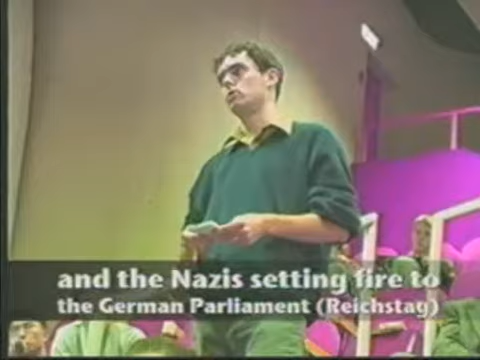 and the Nazis setting fire to
the German Parliament (Reichstag)